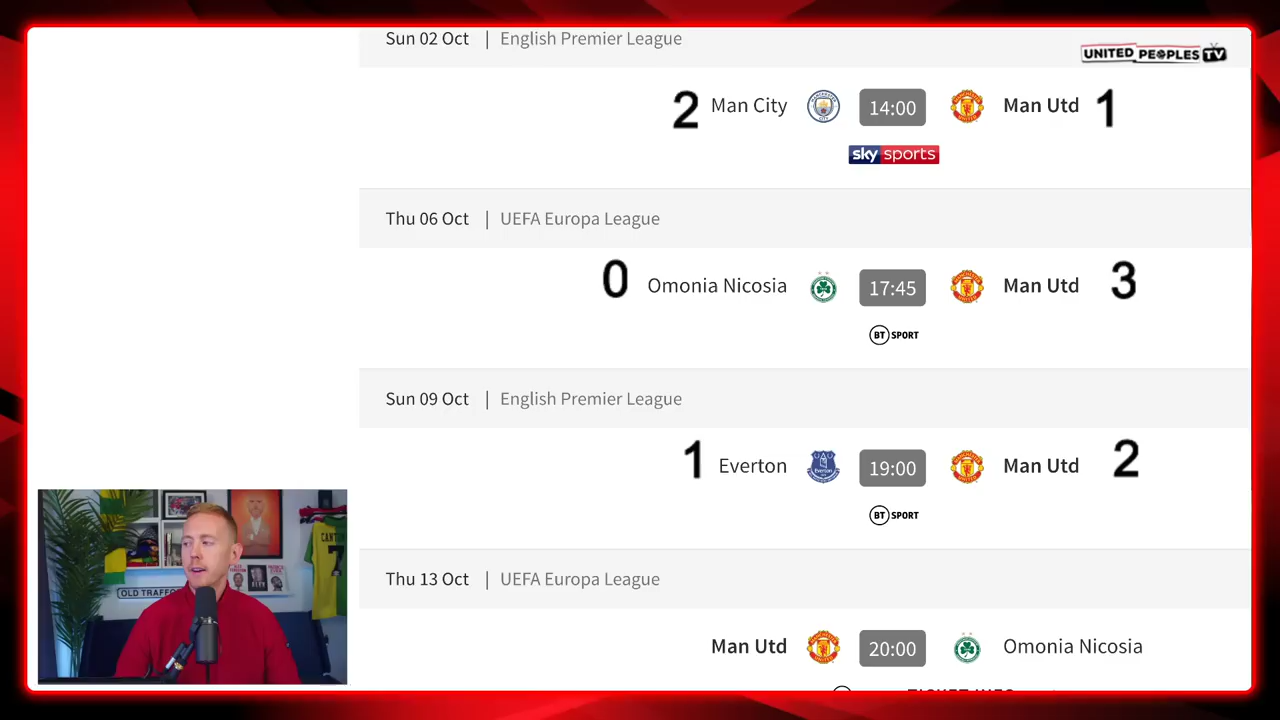 Sun 02 Oct | English Premier League
UNITED PEOPLES TV
2 Man City 14:00 Man Utd 1
sky sports
Thu 06 Oct | UEFA Europa League
0 Omonia Nicosia 17:45 Man Utd 3
BT SPORT
Sun 09 Oct | English Premier League
1 Everton 19:00 Man Utd 2
BT SPORT
Thu 13 Oct | UEFA Europa League
Man Utd 20:00 Omonia Nicosia
OLD TRAFFO
CANTO
7